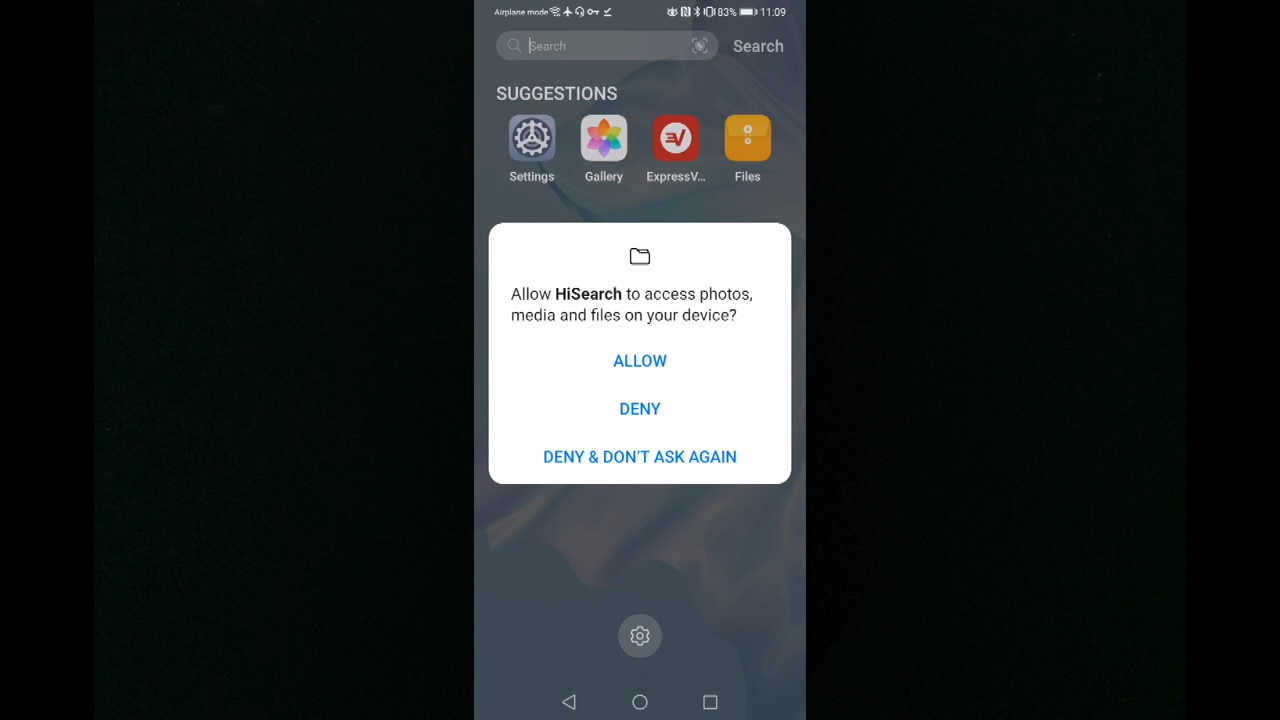 Airplane mode 83% 11:09
Search Search
SUGGESTIONS
Settings Gallery ExpressV... Files
Allow HiSearch to access photos,
media and files on your device?
ALLOW
DENY
DENY & DON'T ASK AGAIN